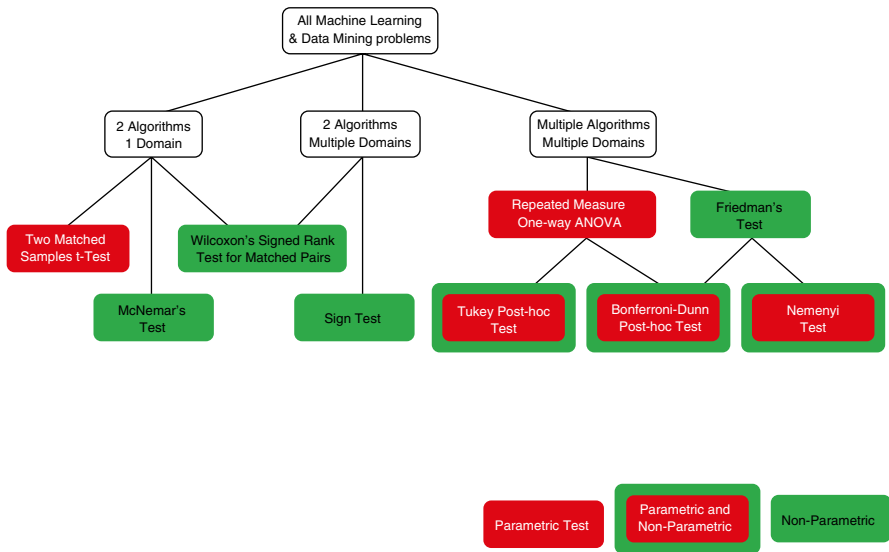 All Machine Learning
& Data Mining problems
2 Algorithms
1 Domain
2 Algorithms
Multiple Domains
Multiple Algorithms
Multiple Domains
Two Matched
Samples t-Test
Wilcoxon's Signed Rank
Test for Matched Pairs
Repeated Measure
One-way ANOVA
Friedman's
Test
McNemar's
Test
Sign Test
Tukey Post-hoc
Test
Bonferroni-Dunn
Post-hoc Test
Nemenyi
Test
Parametric Test
Parametric and
Non-Parametric
Non-Parametric